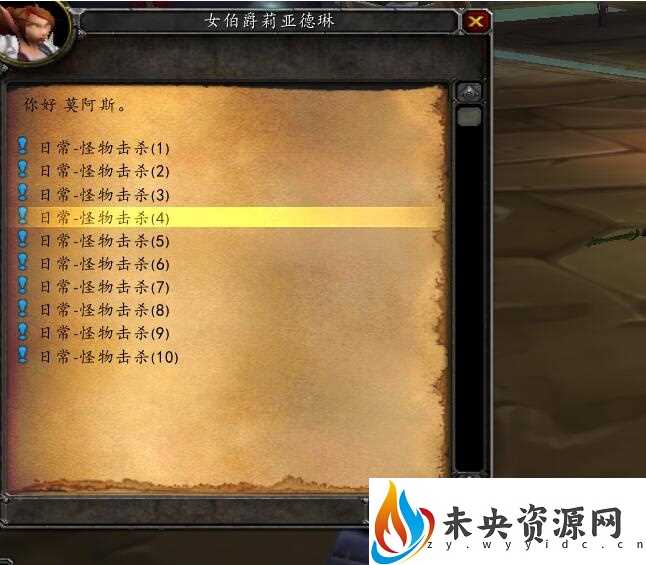 女伯爵莉亚德琳
你好 莫阿斯。
日常-怪物击杀(1)
日常-怪物击杀(2)
日常-怪物击杀(3)
日常-怪物击杀(4)
日常-怪物击杀(5)
日常-怪物击杀(6)
日常-怪物击杀(7)
日常-怪物击杀(8)
日常-怪物击杀(9)
日常-怪物击杀(10)
未央资源网
zy.wyyidc.cn